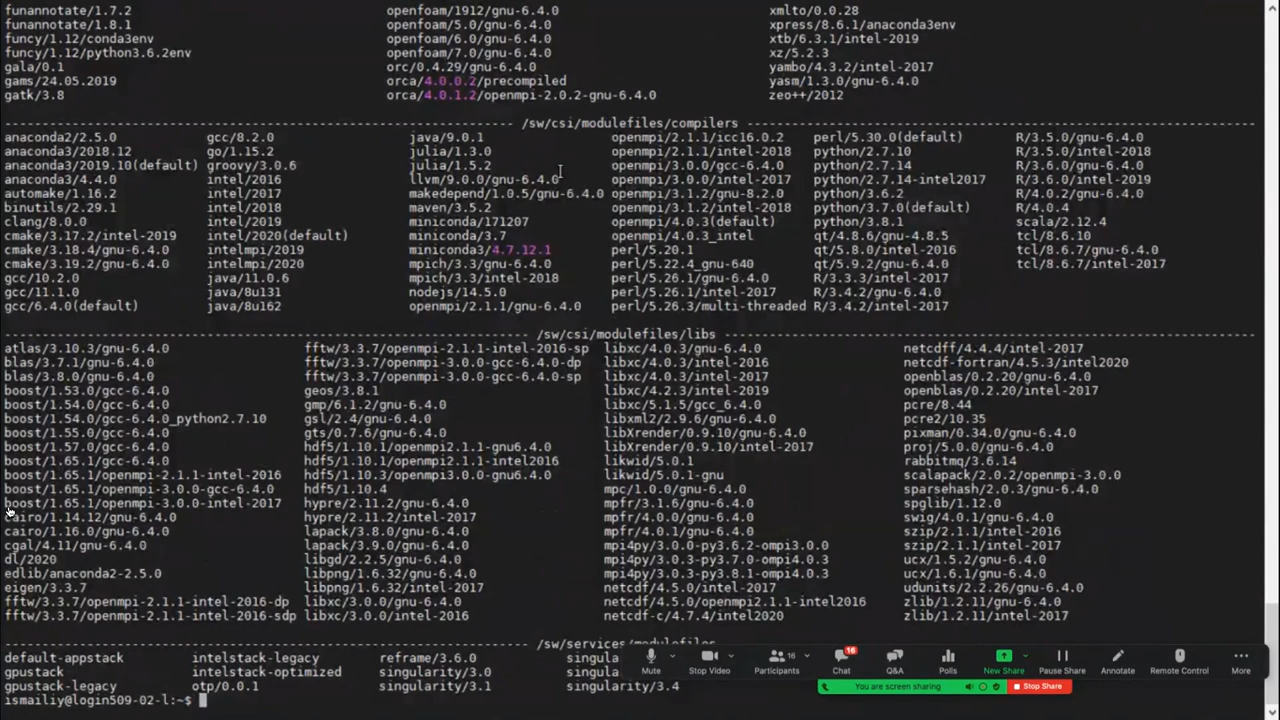 funannotate/1.7.2 openfoam/1912/gnu-6.4.0 xmlto/0.0.28
funannotate/1.8.1 openfoam/5.0/gnu-6.4.0 xpress/8.6.1/anaconda3
funcy/1.12/conda3env openfoam/6.0/gnu-6.4.0 xtb/6.3.1/intel-2019
funcy/1.12/python3.6.2env openfoam/7.0/gnu-6.4.0 xz/5.2.3
gala/0.1 orc/0.4.29/gnu-6.4.0 yambo/4.3.2/intel-2017
gams/24.05.2019 orca/4.0.0.2/precompiled yasm/1.3.0/gnu-6.4.0
gatk/3.8 orca/4.0.1.2/openmpi-2.0.2-gnu-6.4.0 zeo++/2012
/sw/csi/modulefiles/compilers
anaconda2/2.5.0 gcc/8.2.0 java/9.0.1 openmpi/2.1.1/icc16.0.2 perl/5.30.0(default) R/3.5.0/gnu-6.4.0
anaconda3/2018.12 go/1.15.2 julia/1.3.0 openmpi/2.1.1/intel-2018 python/2.7.10 R/3.5.0/intel-2018
anaconda3/2019.10(default) groovy/3.0.6 julia/1.5.2 openmpi/3.0.0/gcc-6.4.0 python/2.7.14 R/3.6.0/gnu-6.4.0
anaconda3/4.4.0 intel/2016 llvm/9.0.0/gnu-6.4.0 openmpi/3.0.0/intel-2017 python/2.7.14-intel2017 R/3.6.0/intel-2018
automake/1.16.2 intel/2017 makedepend/1.0.5/gnu-6.4.0 openmpi/3.1.2/gnu-8.2.0 python/3.6.2 R/4.0.0/gnu-6.4.0
binutils/2.29.1 intel/2018 maven/3.5.2 openmpi/3.1.2/intel-2018 python/3.7.0(default) R/4.0.4
clang/8.0.0 intel/2019 miniconda/171207 openmpi/4.0.3(default) python/3.8.1 scala/2.12.4
cmake/3.17.2/intel-2019 intel/2020(default) miniconda/3.7 openmpi/4.0.3_intel qt/4.8.6/gnu-4.8.5 tcl/8.6.10
cmake/3.18.4/gnu-6.4.0 intelmpi/2019 miniconda3/4.7.12.1 perl/5.20.1 qt/5.8.0/intel-2016 tcl/8.6.7/gnu-6.4.0
cmake/3.19.2/gnu-6.4.0 intelmpi/2020 mpich/3.3/gnu-6.4.0 perl/5.22.4_gnu-640 qt/5.9.2/gnu-6.4.0 tcl/8.6.7/intel-2017
gcc/10.2.0 java/11.0.6 mpich/3.3/intel-2018 perl/5.26.1/gnu-6.4.0 R/3.3.3/intel-2017
gcc/11.1.0 java/8u131 nodejs/14.5.0 perl/5.26.1/intel-2017 R/3.4.2/gnu-6.4.0
gcc/6.4.0(default) java/8u162 openmpi/2.1.1/gnu-6.4.0 perl/5.26.3/multi-threaded R/3.4.2/intel-2017
/sw/csi/modulefiles/libs
atlas/3.10.3/gnu-6.4.0 fftw/3.3.7/openmpi-2.1.1-intel-2016-sp libxc/4.0.3/gnu-6.4.0 netcdff/4.4.4/intel-2017
blas/3.7.1/gnu-6.4.0 fftw/3.3.7/openmpi-3.0.0-gcc-6.4.0-dp libxc/4.0.3/intel-2016 netcdf-fortran/4.5.3/intel2020
blas/3.8.0/gnu-6.4.0 fftw/3.3.7/openmpi-3.0.0-gcc-6.4.0-sp libxc/4.0.3/intel-2017 openblas/0.2.20/gnu-6.4.0
boost/1.53.0/gcc-6.4.0 geos/3.8.1 libxc/4.2.3/intel-2019 openblas/0.2.20/intel-2017
boost/1.54.0/gcc-6.4.0 gmp/6.1.2/gnu-6.4.0 libxc/5.1.5/gcc_6.4.0 pcre/8.44
boost/1.54.0/gcc-6.4.0_python2.7.10 gsl/2.4/gnu-6.4.0 libxml2/2.9.6/gnu-6.4.0 pcre2/10.35
boost/1.55.0/gcc-6.4.0 gts/0.7.6/gnu-6.4.0 libXrender/0.9.10/gnu-6.4.0 pixman/0.34.0/gnu-6.4.0
boost/1.57.0/gcc-6.4.0 hdf5/1.10.1/openmpi2.1.1-gnu6.4.0 libXrender/0.9.10/intel-2017 proj/5.0.0/gnu-6.4.0
boost/1.65.1/gcc-6.4.0 hdf5/1.10.1/openmpi2.1.1-intel2016 likwid/5.0.1 rabbitmq/3.6.14
boost/1.65.1/openmpi-2.1.1-intel-2016 hdf5/1.10.3/openmpi3.0.0-gnu6.4.0 likwid/5.0.1-gnu scalapack/2.0.2/openmpi-3.0.0
boost/1.65.1/openmpi-3.0.0-gcc-6.4.0 hdf5/1.10.4 mpc/1.0.0/gnu-6.4.0 sparsehash/2.0.3/gnu-6.4.0
boost/1.65.1/openmpi-3.0.0-intel-2017 hypre/2.11.2/gnu-6.4.0 mpfr/3.1.6/gnu-6.4.0 spglib/1.12.0
cairo/1.14.12/gnu-6.4.0 hypre/2.11.2/intel-2017 mpfr/4.0.0/gnu-6.4.0 swig/4.0.1/gnu-6.4.0
cairo/1.16.0/gnu-6.4.0 lapack/3.8.0/gnu-6.4.0 mpfr/4.0.1/gnu-6.4.0 szip/2.1.1/intel-2016
cgal/4.11/gnu-6.4.0 lapack/3.9.0/gnu-6.4.0 mpi4py/3.0.0-py3.6.2-ompi3.0.0 szip/2.1.1/intel-2017
dl/2020 libgd/2.2.5/gnu-6.4.0 mpi4py/3.0.3-py3.7.0-ompi4.0.3 ucx/1.5.2/gnu-6.4.0
edlib/anaconda2-2.5.0 libpng/1.6.32/gnu-6.4.0 mpi4py/3.0.3-py3.8.1-ompi4.0.3 ucx/1.6.1/gnu-6.4.0
eigen/3.3.7 libpng/1.6.32/intel-2017 netcdf/4.5.0/intel-2017 udunits/2.2.26/gnu-6.4.0
fftw/3.3.7/openmpi-2.1.1-intel-2016-dp libxc/3.0.0/gnu-6.4.0 netcdf/4.5.0/openmpi2.1.1-intel2016 zlib/1.2.11/gnu-6.4.0
fftw/3.3.7/openmpi-2.1.1-intel-2016-sdp libxc/3.0.0/intel-2016 netcdf-c/4.7.4/intel2020 zlib/1.2.11/intel-2017
/sw/services/modulefiles
default-appstack intelstack-legacy reframe/3.6.0 singula
gpustack intelstack-optimized singularity/3.0 singula
gpustack-legacy otp/0.0.1 singularity/3.1 singularity/3.4
ismailiy@login509-02-l:~$
16 16
Mute Stop Video Participants Chat Q&A Polls New Share Pause Share Annotate Remote Control More
You are screen sharing Stop Share